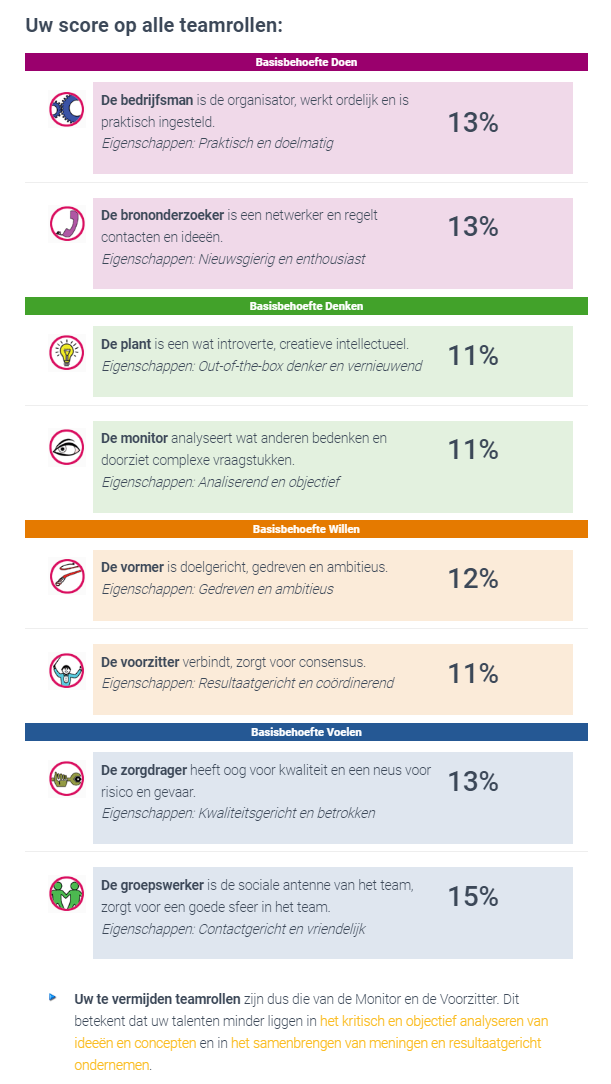 Uw score op alle teamrollen:
Basisbehoefte Doen
De bedrijfsman is de organisator, werkt ordelijk en is
praktisch ingesteld.
Eigenschappen: Praktisch en doelmatig
13%
De brononderzoeker is een netwerker en regelt
contacten en ideeën.
Eigenschappen: Nieuwsgierig en enthousiast
13%
Basisbehoefte Denken
De plant is een wat introverte, creatieve intellectueel.
Eigenschappen: Out-of-the-box denker en vernieuwend
11%
De monitor analyseert wat anderen bedenken en
doorziet complexe vraagstukken.
Eigenschappen: Analiserend en objectief
11%
Basisbehoefte Willen
De vormer is doelgericht, gedreven en ambitieus.
Eigenschappen: Gedreven en ambitieus
12%
De voorzitter verbindt, zorgt voor consensus.
Eigenschappen: Resultaatgericht en coördinerend
11%
Basisbehoefte Voelen
De zorgdrager heeft oog voor kwaliteit en een neus voor
risico en gevaar.
Eigenschappen: Kwaliteitsgericht en betrokken
13%
De groepswerker is de sociale antenne van het team,
zorgt voor een goede sfeer in het team.
Eigenschappen: Contactgericht en vriendelijk
15%
Uw te vermijden teamrollen zijn dus die van de Monitor en de Voorzitter. Dit
betekent dat uw talenten minder liggen in het kritisch en objectief analyseren van
ideeën en concepten en in het samenbrengen van meningen en resultaatgericht
ondernemen.